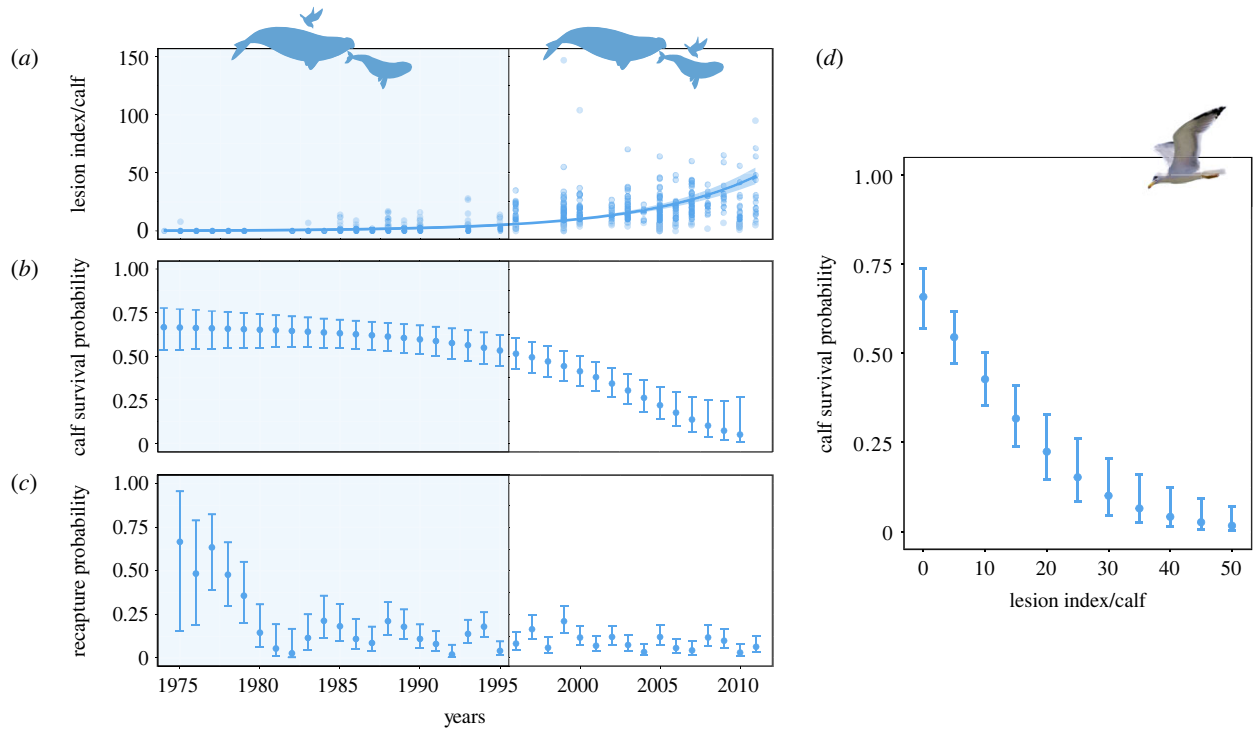 (a)
lesion index/calf
150
100
50
0
(b)
calf survival probability
1.00
0.75
0.50
0.25
0
(c)
recapture probability
1.00
0.75
0.50
0.25
0
1975 1980 1985 1990 1995 2000 2005 2010
years
(d)
calf survival probability
1.00
0.75
0.50
0.25
0
0 10 20 30 40 50
lesion index/calf